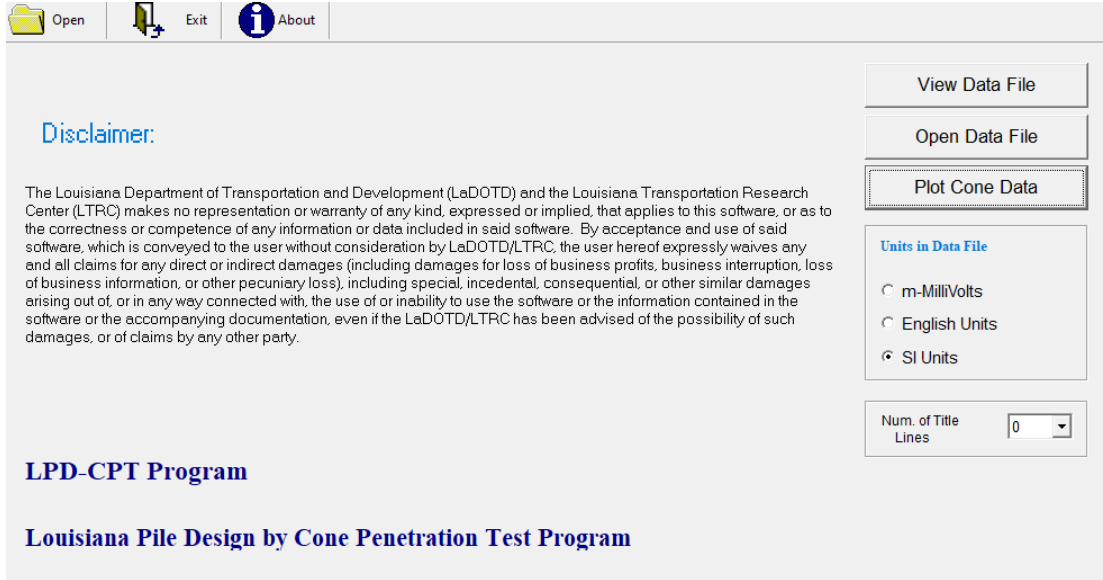 Open Exit About
View Data File
Open Data File
Plot Cone Data
Disclaimer:
The Louisiana Department of Transportation and Development (LaDOTD) and the Louisiana Transportation Research
Center (LTRC) makes no representation or warranty of any kind, expressed or implied, that applies to this software, or as to
the correctness or competence of any information or data included in said software. By acceptance and use of said
software, which is conveyed to the user without consideration by LaDOTD/LTRC, the user hereof expressly waives any
and all claims for any direct or indirect damages (including damages for loss of business profits, business interruption, loss
of business information, or other pecuniary loss), including special, incedental, consequential, or other similar damages
arising out of, or in any way connected with, the use of or inability to use the software or the information contained in the
software or the accompanying documentation, even if the LaDOTD/LTRC has been advised of the possibility of such
damages, or of claims by any other party.
Units in Data File
m-MilliVolts
English Units
SI Units
Num. of Title
Lines
0
LPD-CPT Program
Louisiana Pile Design by Cone Penetration Test Program